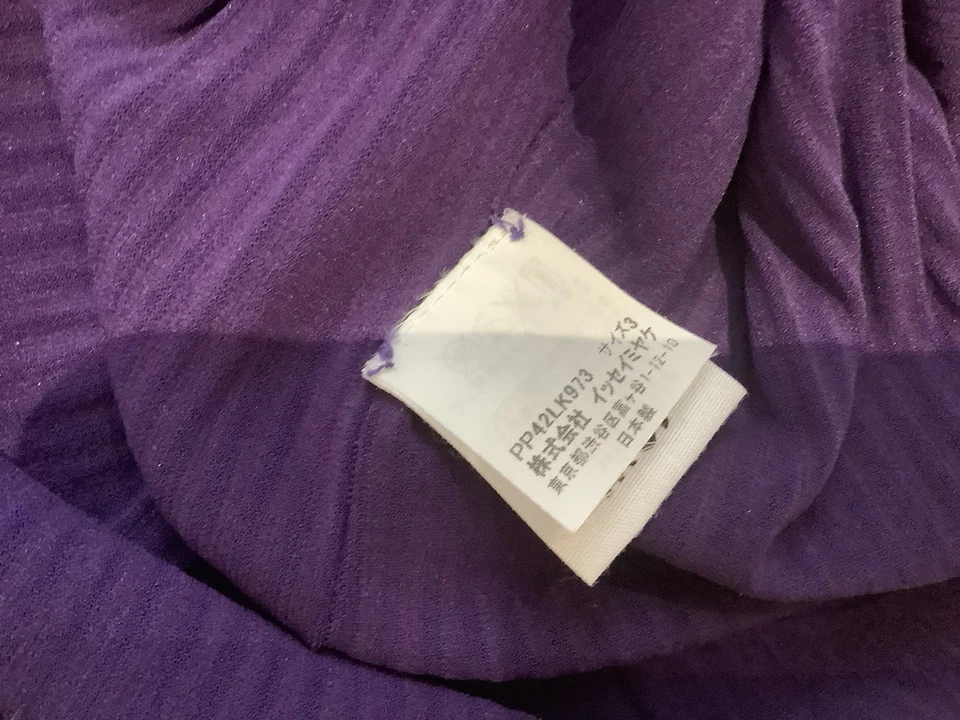 PP42LK973 サイズ3
株式会社 イッセイミヤケ
東京都渋谷区富ヶ谷1-12-10
日本製